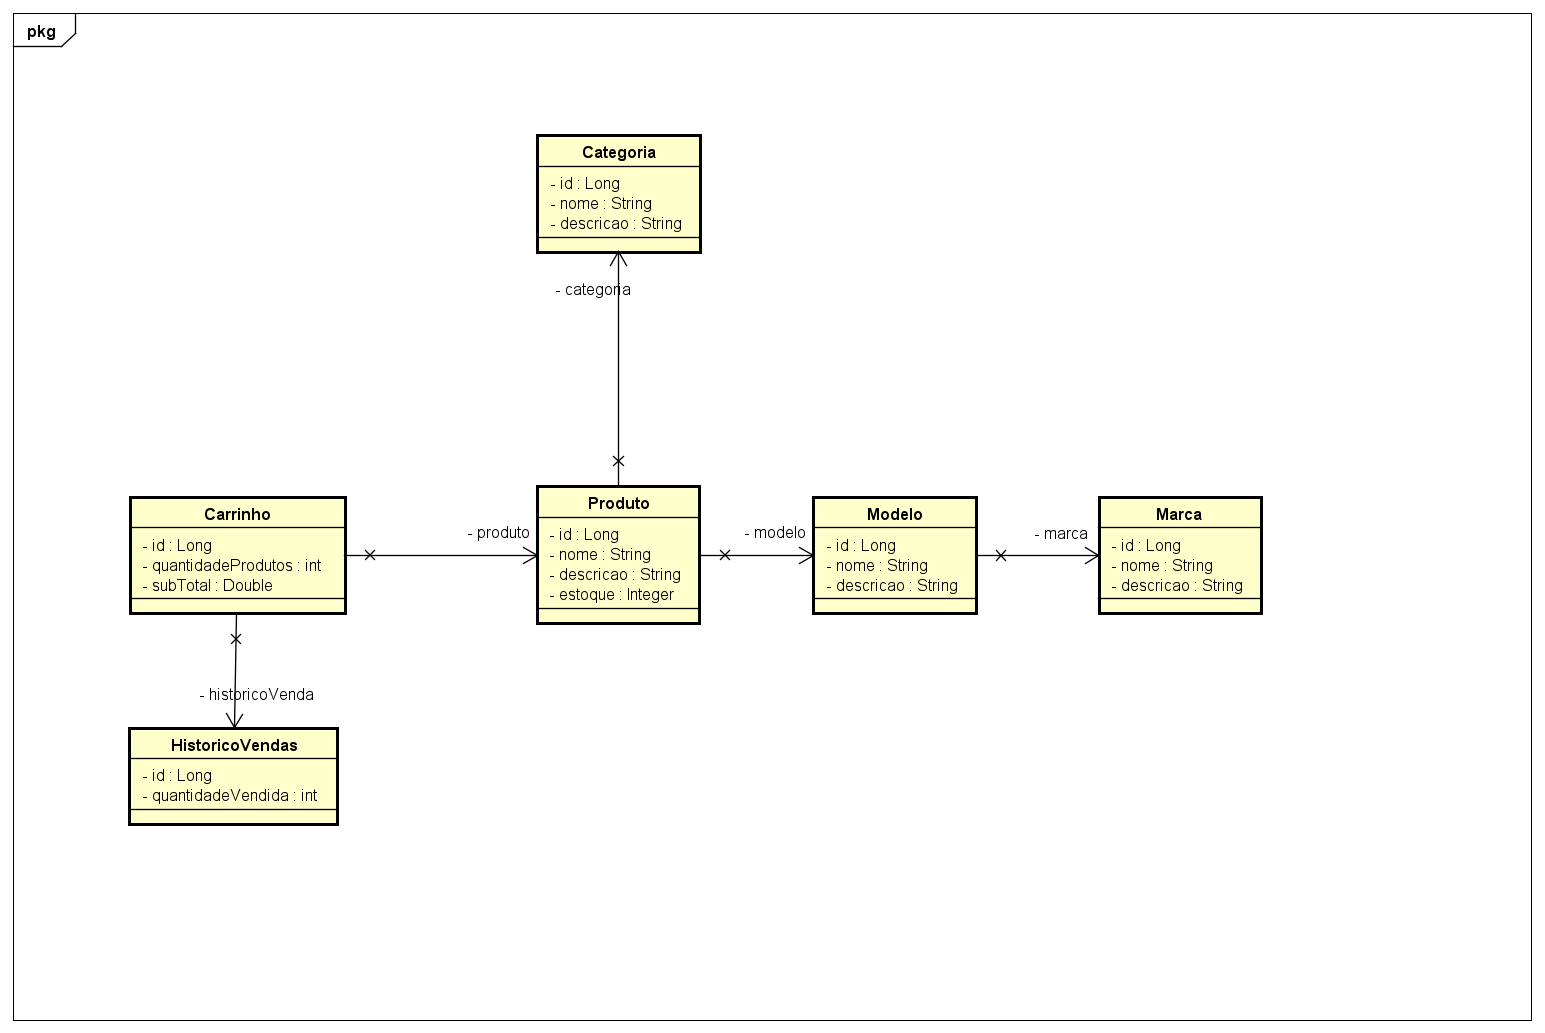 pkg
Categoria
- id : Long
- nome : String
- descricao : String
- categoria
Carrinho
- id : Long
- quantidadeProdutos : int
- subTotal : Double
- produto
Produto
- id : Long
- nome : String
- descricao : String
- estoque : Integer
- modelo
Modelo
- id : Long
- nome : String
- descricao : String
- marca
Marca
- id : Long
- nome : String
- descricao : String
- historicoVenda
HistoricoVendas
- id : Long
- quantidadeVendida : int